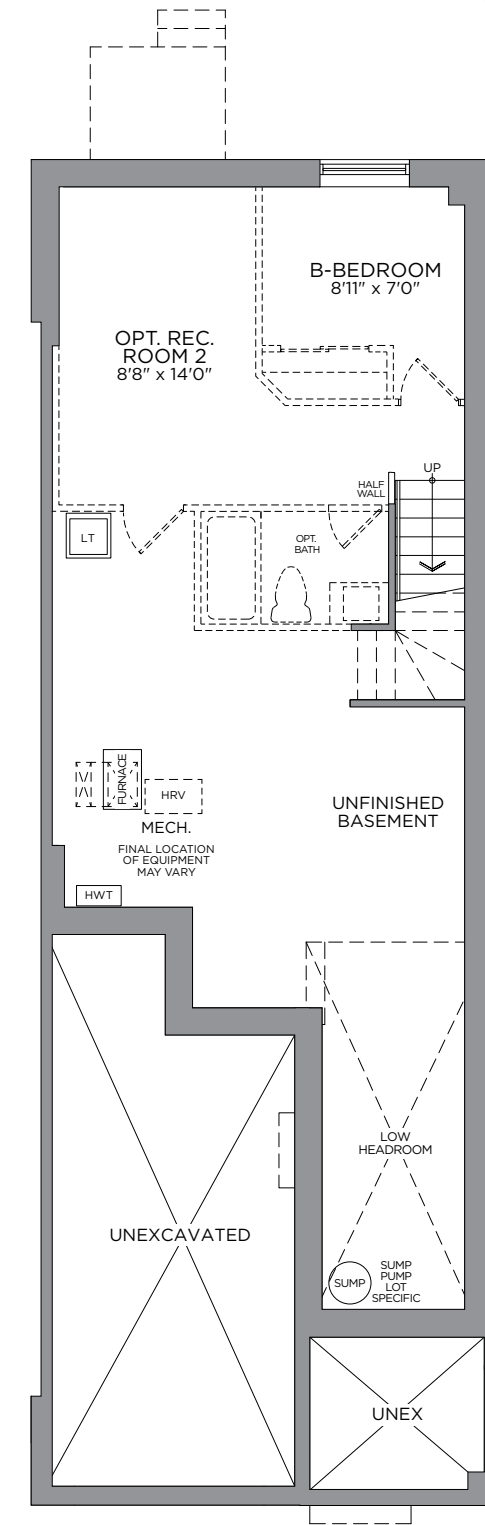 B-BEDROOM
8'11" x 7'0"
OPT. REC.
ROOM 2
8'8" x 14'0"
UP
HALF
WALL
LT
OPT.
BATH
FURNACE
HRV
MECH.
FINAL LOCATION
OF EQUIPMENT
MAY VARY
HWT
UNFINISHED
BASEMENT
LOW
HEADROOM
UNEXCAVATED
SUMP
SUMP
PUMP
LOT
SPECIFIC
UNEX